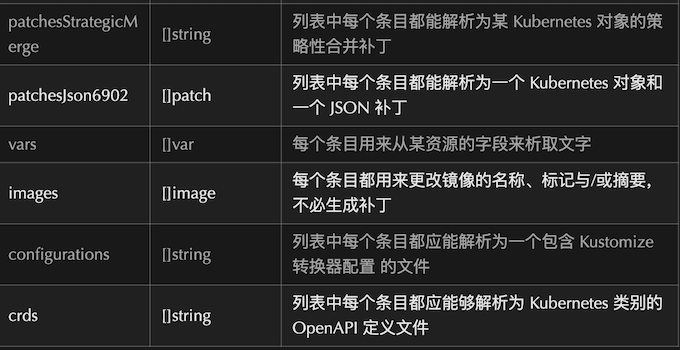 patchesStrategicM
erge
[]string
列表中每个条目都能解析为某 Kubernetes 对象的策
略性合并补丁
patchesJson6902
[]patch
列表中每个条目都能解析为一个 Kubernetes 对象和
一个 JSON 补丁
vars
[]var
每个条目用来从某资源的字段来析取文字
images
[]image
每个条目都用来更改镜像的名称、标记与/或摘要，
不必生成补丁
configurations
[]string
列表中每个条目都应能解析为一个包含 Kustomize
转换器配置 的文件
crds
[]string
列表中每个条目都应能够解析为 Kubernetes 类别的
OpenAPI 定义文件